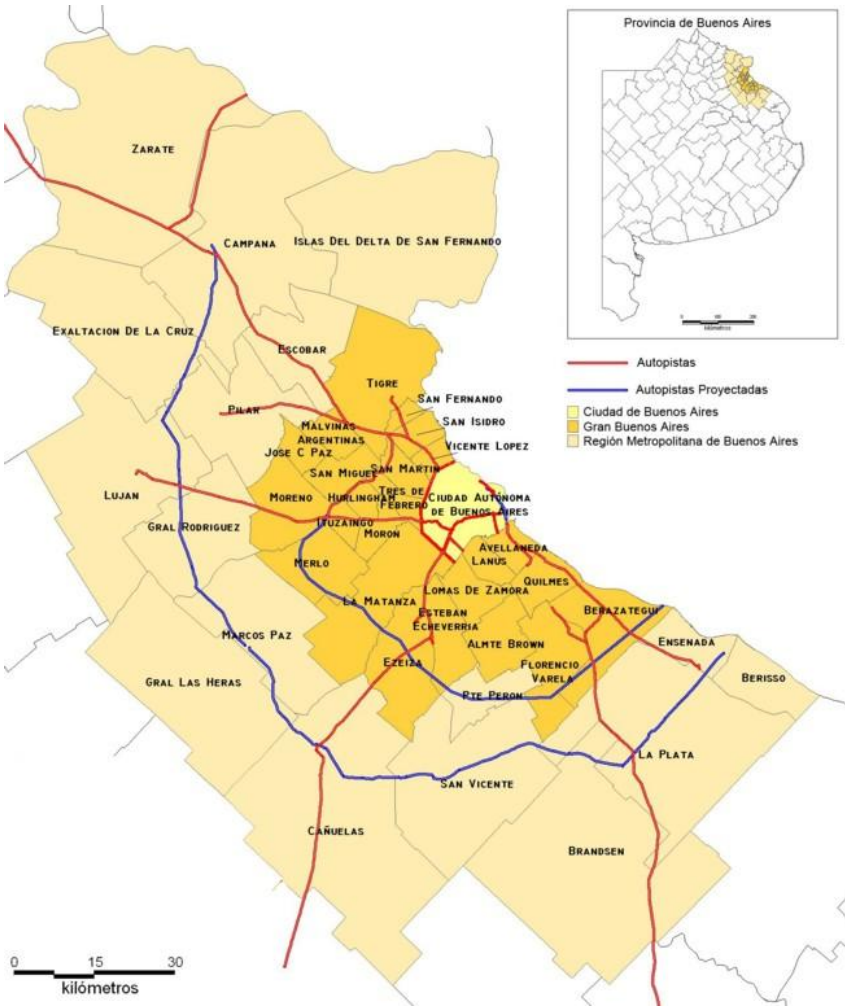 Provincia de Buenos Aires
kilómetros
Autopistas
Autopistas Proyectadas
Ciudad de Buenos Aires
Gran Buenos Aires
Región Metropolitana de Buenos Aires
ZARATE
CAMPANA
ISLAS DEL DELTA DE SAN FERNANDO
EXALTACION DE LA CRUZ
ESCOBAR
TIGRE
SAN FERNANDO
PILAR
SAN ISIDRO
MALVINAS
ARGENTINAS
VICENTE LOPEZ
JOSE C PAZ
SAN MIGUEL
SAN MARTIN
LUJAN
MORENO
HURLINGHAM
TRES DE
FEBRERO
CIUDAD AUTÓNOMA
DE BUENOS AIRES
GRAL RODRIGUEZ
ITUZAINGO
MORON
AVELLANEDA
LANUS
MERLO
QUILMES
LOMAS DE ZAMORA
LA MATANZA
BERAZATEGUI
ESTEBAN
ECHEVERRIA
MARCOS PAZ
ALMTE BROWN
ENSENADA
EZEIZA
FLORENCIO
VARELA
BERISSO
GRAL LAS HERAS
PTE PERON
LA PLATA
SAN VICENTE
CAÑUELAS
BRANDSEN
0 15 30
kilómetros